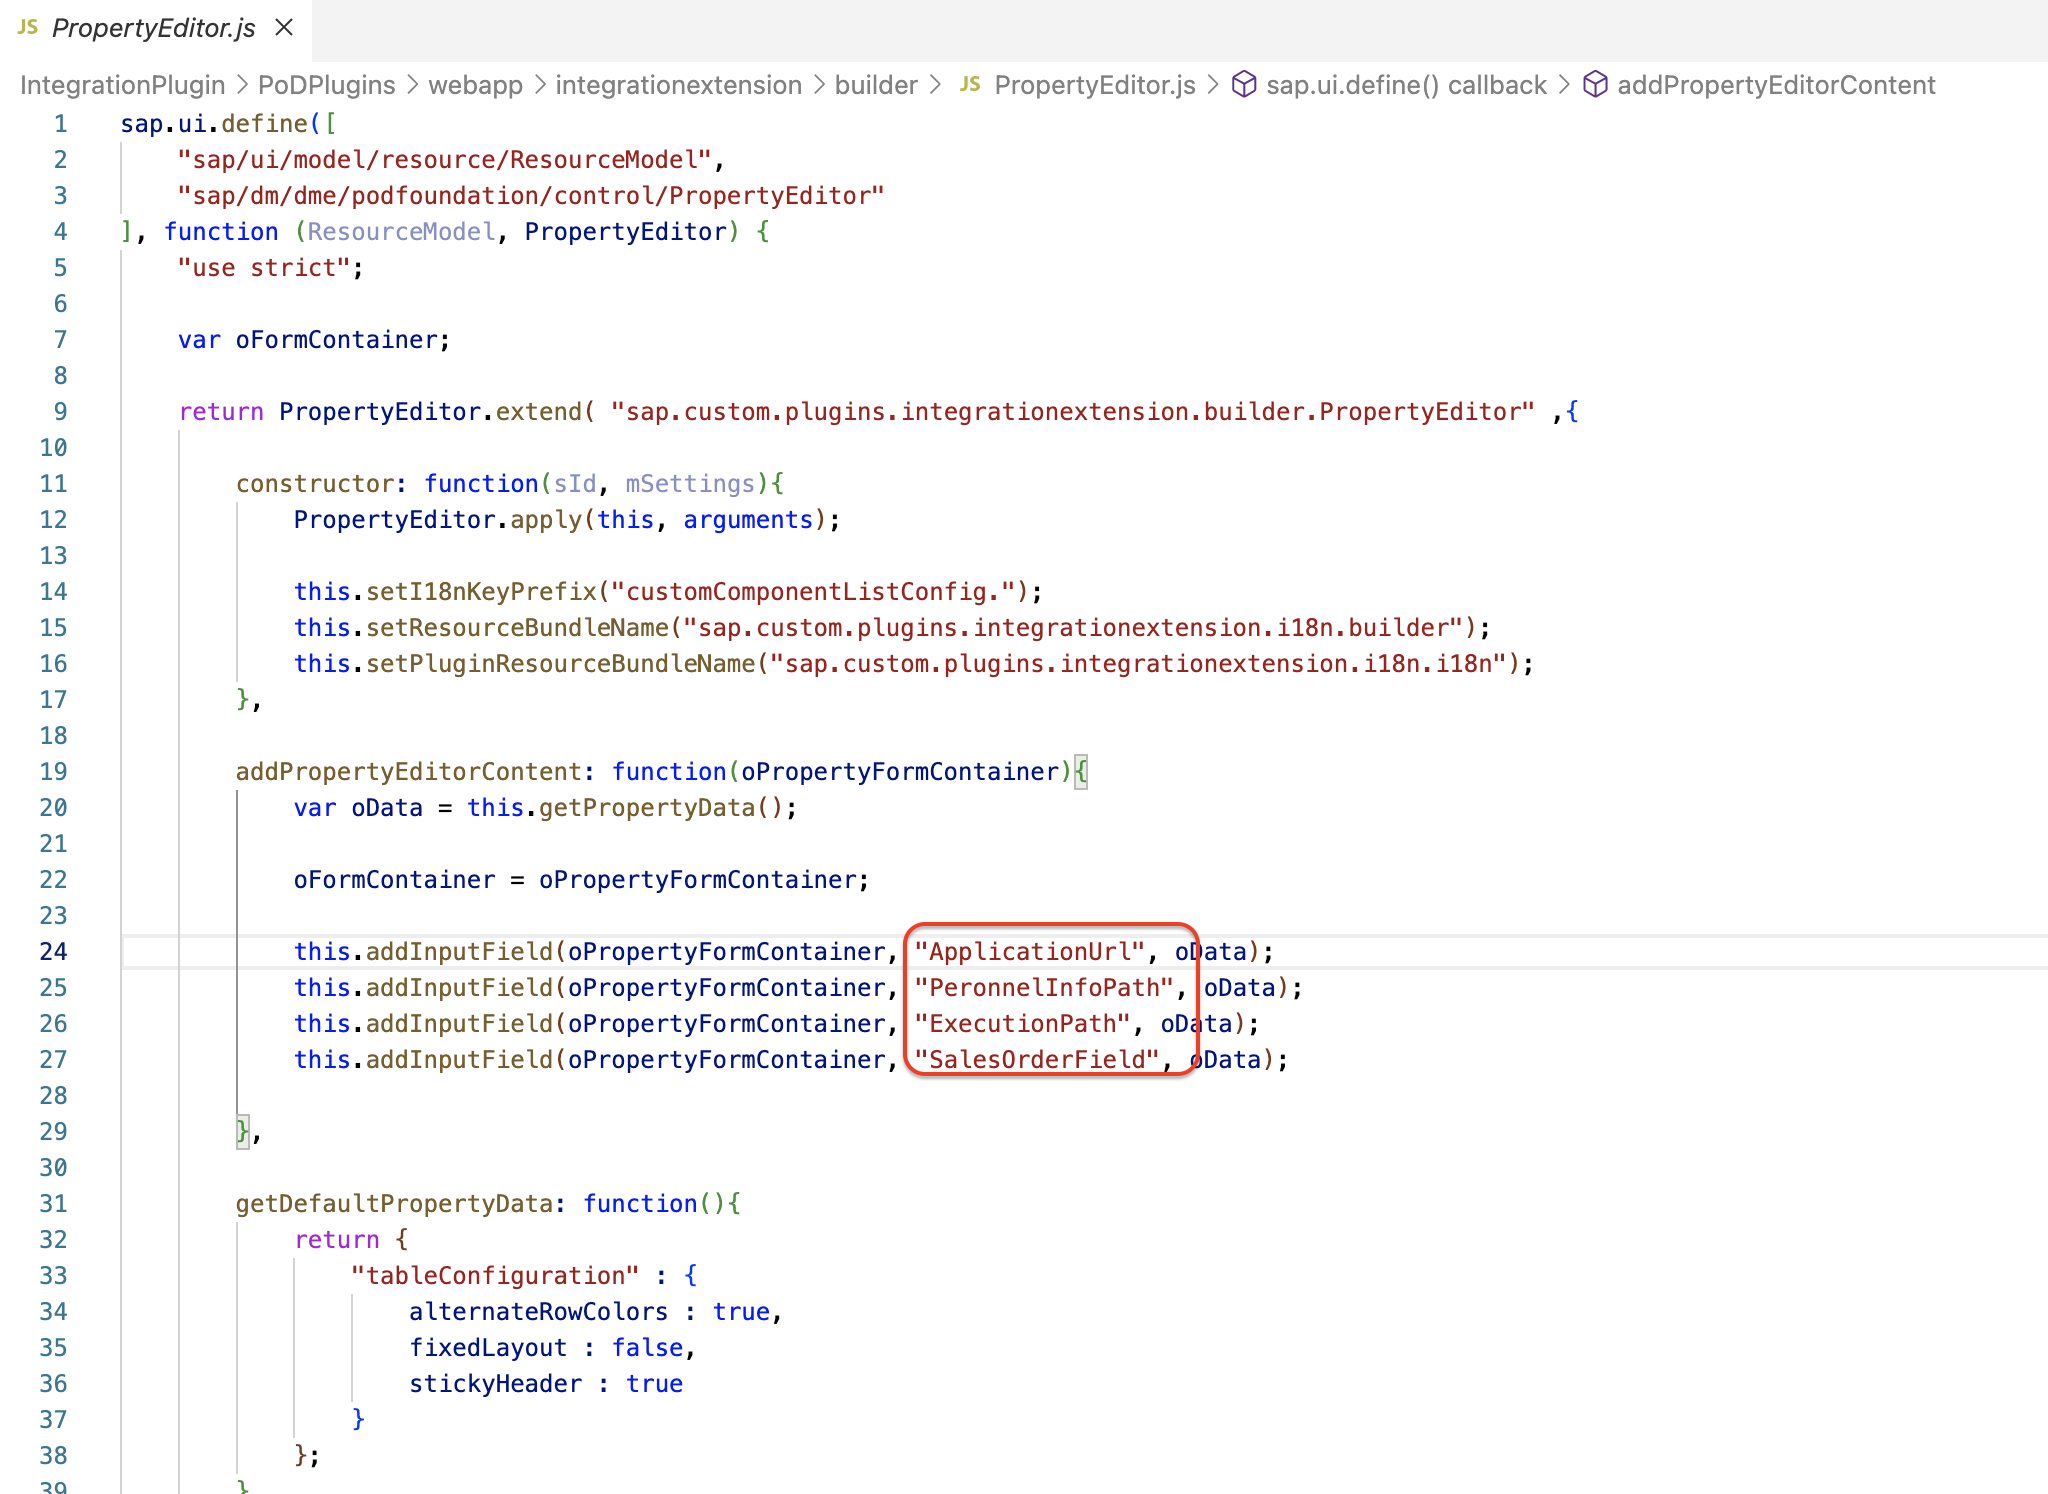 JS PropertyEditor.js ×
IntegrationPlugin > PoDPlugins > webapp > integrationextension > builder > JS PropertyEditor.js > sap.ui.define() callback > addPropertyEditorContent
1 sap.ui.define([
2     "sap/ui/model/resource/ResourceModel",
3     "sap/dm/dme/podfoundation/control/PropertyEditor"
4 ], function (ResourceModel, PropertyEditor) {
5     "use strict";
6
7     var oFormContainer;
8
9     return PropertyEditor.extend( "sap.custom.plugins.integrationextension.builder.PropertyEditor" ,{
10
11         constructor: function(sId, mSettings){
12             PropertyEditor.apply(this, arguments);
13
14             this.setI18nKeyPrefix("customComponentListConfig.");
15             this.setResourceBundleName("sap.custom.plugins.integrationextension.i18n.builder");
16             this.setPluginResourceBundleName("sap.custom.plugins.integrationextension.i18n.i18n");
17         },
18
19         addPropertyEditorContent: function(oPropertyFormContainer){
20             var oData = this.getPropertyData();
21
22             oFormContainer = oPropertyFormContainer;
23
24             this.addInputField(oPropertyFormContainer, "ApplicationUrl", oData);
25             this.addInputField(oPropertyFormContainer, "PeronnelInfoPath", oData);
26             this.addInputField(oPropertyFormContainer, "ExecutionPath", oData);
27             this.addInputField(oPropertyFormContainer, "SalesOrderField", oData);
28
29         },
30
31         getDefaultPropertyData: function(){
32             return {
33                 "tableConfiguration" : {
34                     alternateRowColors : true,
35                     fixedLayout : false,
36                     stickyHeader : true
37                 }
38             };
39         }